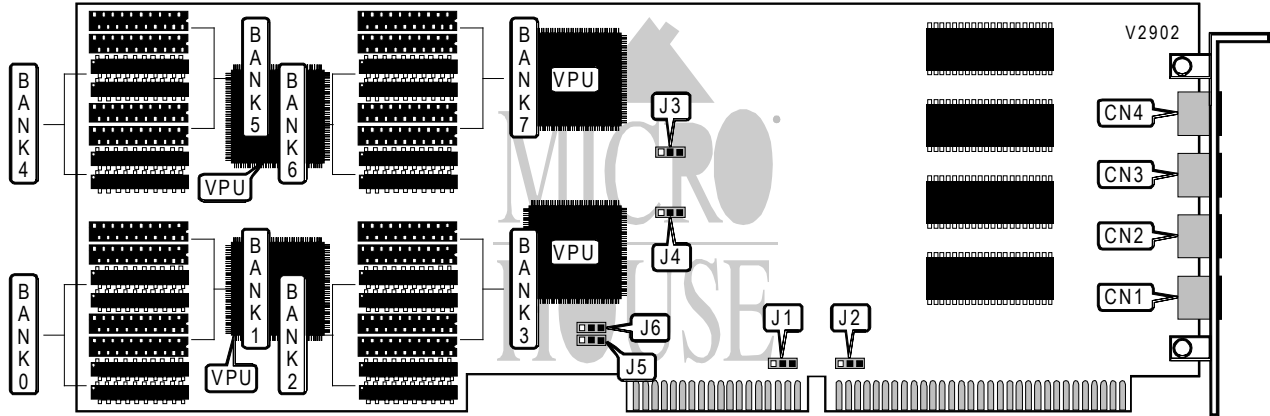 V2902
BANK4
BANK5
BANK6
BANK7
VPU
VPU
J3
CN4
CN3
CN2
CN1
MICRO
HOUSE
J4
BANK0
BANK1
BANK2
BANK3
VPU
VPU
J6
J5
J1
J2